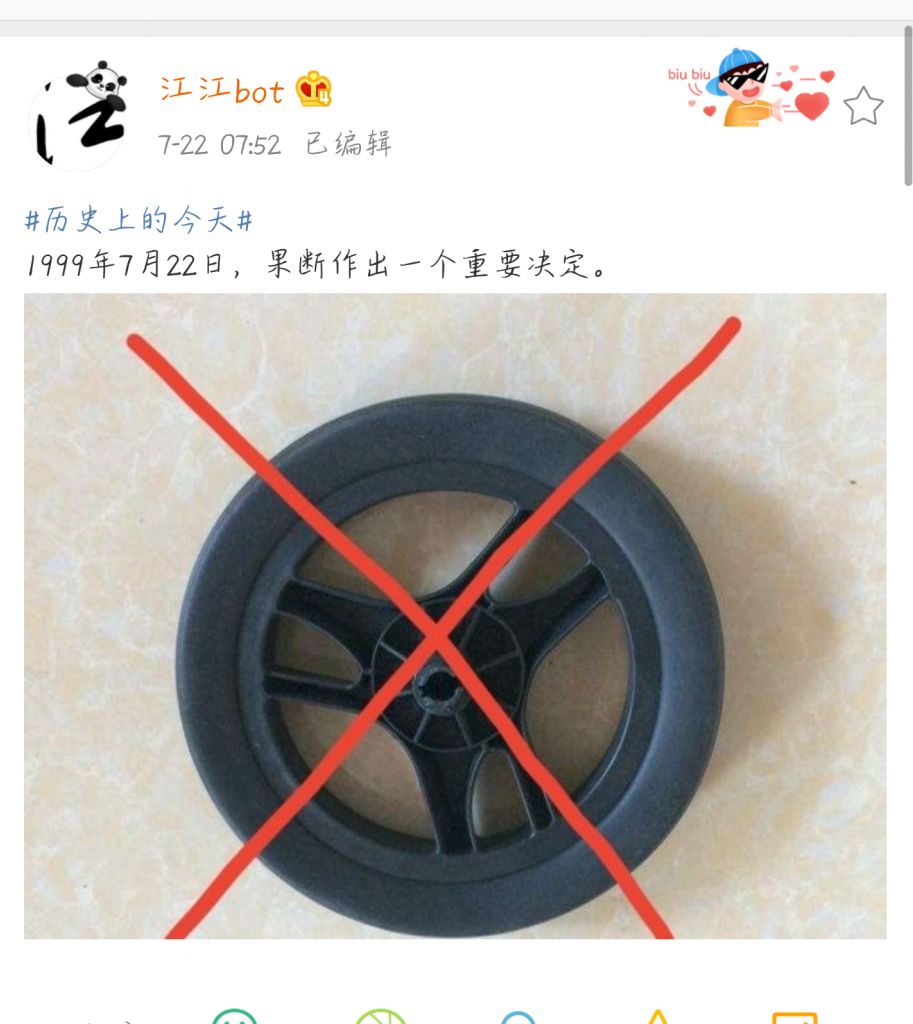 江江bot
4
biu biu
7-22 07:52 已编辑
#历史上的今天#
1999年7月22日，果断作出一个重要决定。